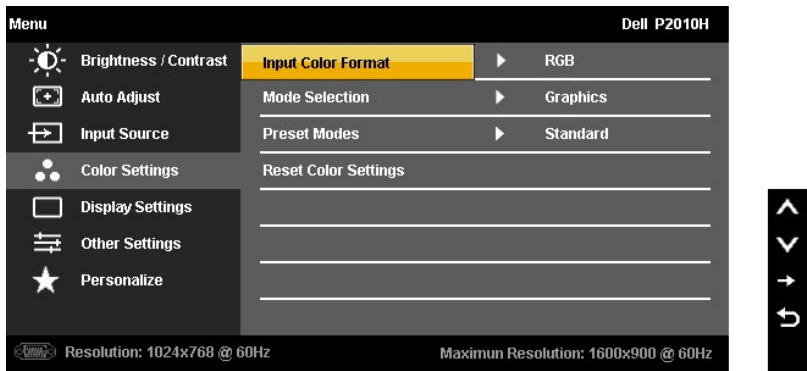 Menu Dell P2010H
Brightness / Contrast Input Color Format RGB
Auto Adjust Mode Selection Graphics
Input Source Preset Modes Standard
Color Settings Reset Color Settings
Display Settings
Other Settings
Personalize
Resolution: 1024x768 @ 60Hz Maximun Resolution: 1600x900 @ 60Hz